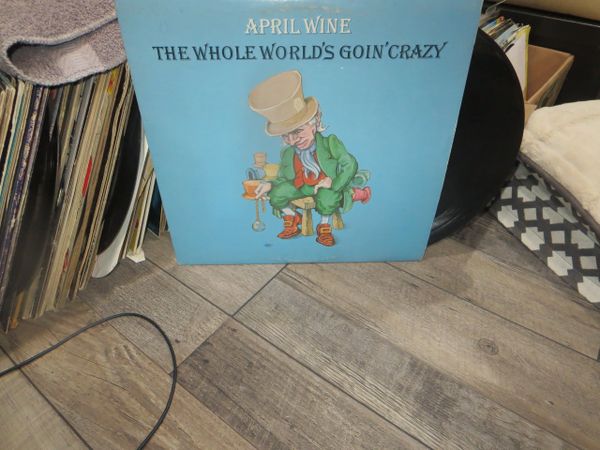 APRIL WINE
THE WHOLE WORLD'S GOIN' CRAZY